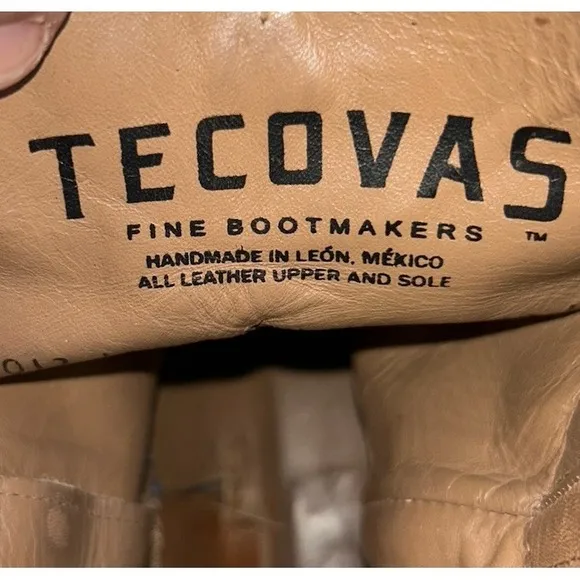 TECOVAS
FINE BOOTMAKERS ™
HANDMADE IN LEÓN, MÉXICO
ALL LEATHER UPPER AND SOLE